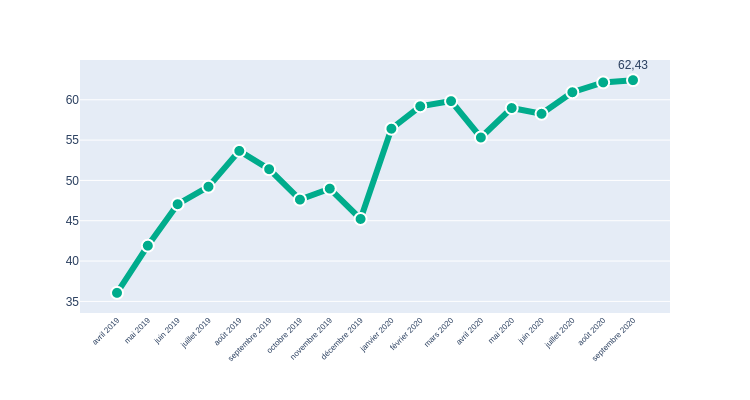 62,43
60
55
50
45
40
35
avril 2019
mai 2019
juin 2019
juillet 2019
août 2019
septembre 2019
octobre 2019
novembre 2019
décembre 2019
janvier 2020
février 2020
mars 2020
avril 2020
mai 2020
juin 2020
juillet 2020
août 2020
septembre 2020